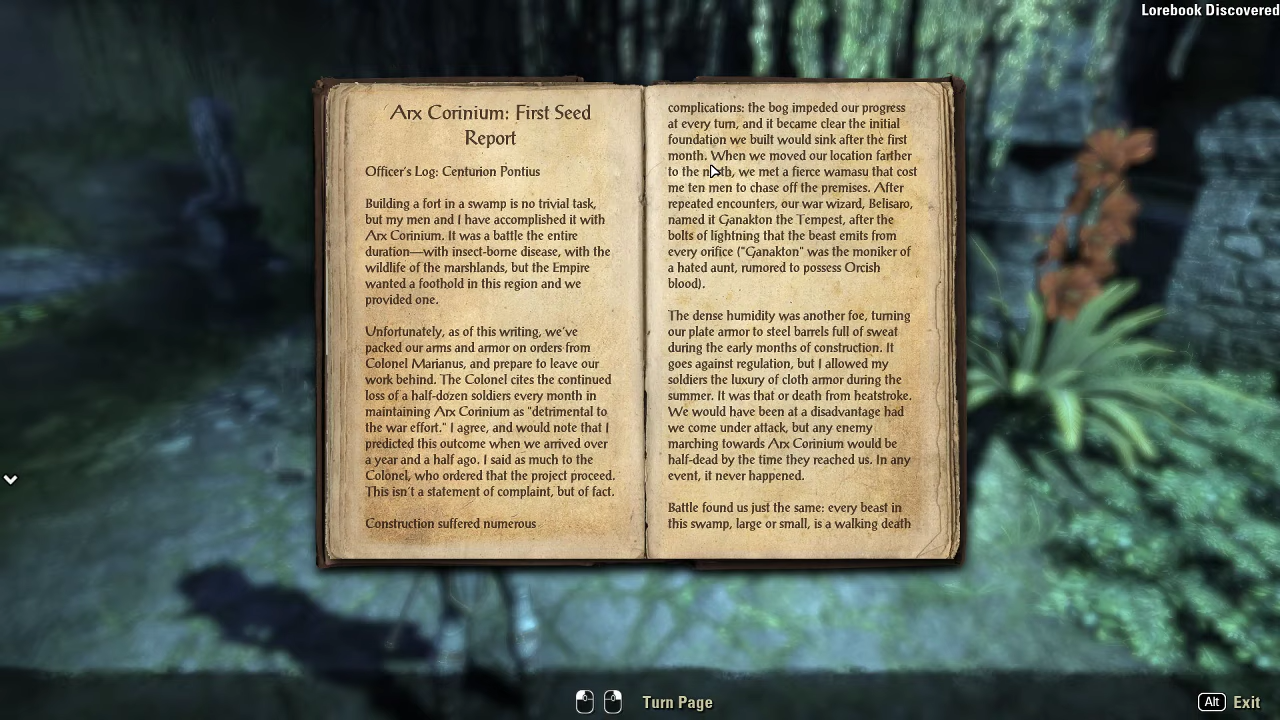 Lorebook Discovered
Arx Corinium: First Seed
Report
Officer's Log: Centurion Pontius
Building a fort in a swamp is no trivial task,
but my men and I have accomplished it with
Arx Corinium. It was a battle the entire
duration—with insect-borne disease, with the
wildlife of the marshlands, but the Empire
wanted a foothold in this region and we
provided one.
Unfortunately, as of this writing, we've
packed our arms and armor on orders from
Colonel Marianus, and prepare to leave our
work behind. The Colonel cites the continued
loss of a half-dozen soldiers every month in
maintaining Arx Corinium as "detrimental to
the war effort." I agree, and would note that I
predicted this outcome when we arrived over
a year and a half ago. I said as much to the
Colonel, who ordered that the project proceed.
This isn't a statement of complaint, but of fact.
Construction suffered numerous
complications: the bog impeded our progress
at every turn, and it became clear the initial
foundation we built would sink after the first
month. When we moved our location farther
to the north, we met a fierce wamasu that cost
me ten men to chase off the premises. After
repeated encounters, our war wizard, Belisaro,
named it Ganakton the Tempest, after the
bolts of lightning that the beast emits from
every orifice ("Ganakton" was the moniker of
a hated aunt, rumored to possess Orcish
blood).
The dense humidity was another foe, turning
our plate armor to steel barrels full of sweat
during the early months of construction. It
goes against regulation, but I allowed my
soldiers the luxury of cloth armor during the
summer. It was that or death from heatstroke.
We would have been at a disadvantage had
we come under attack, but any enemy
marching towards Arx Corinium would be
half-dead by the time they reached us. In any
event, it never happened.
Battle found us just the same: every beast in
this swamp, large or small, is a walking death
Turn Page
Alt Exit